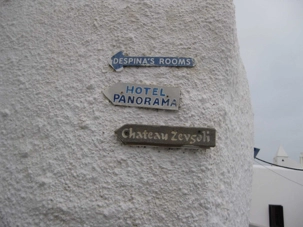 DESPINA'S ROOMS
HOTEL
PANORAMA
Chateau Zevgoli